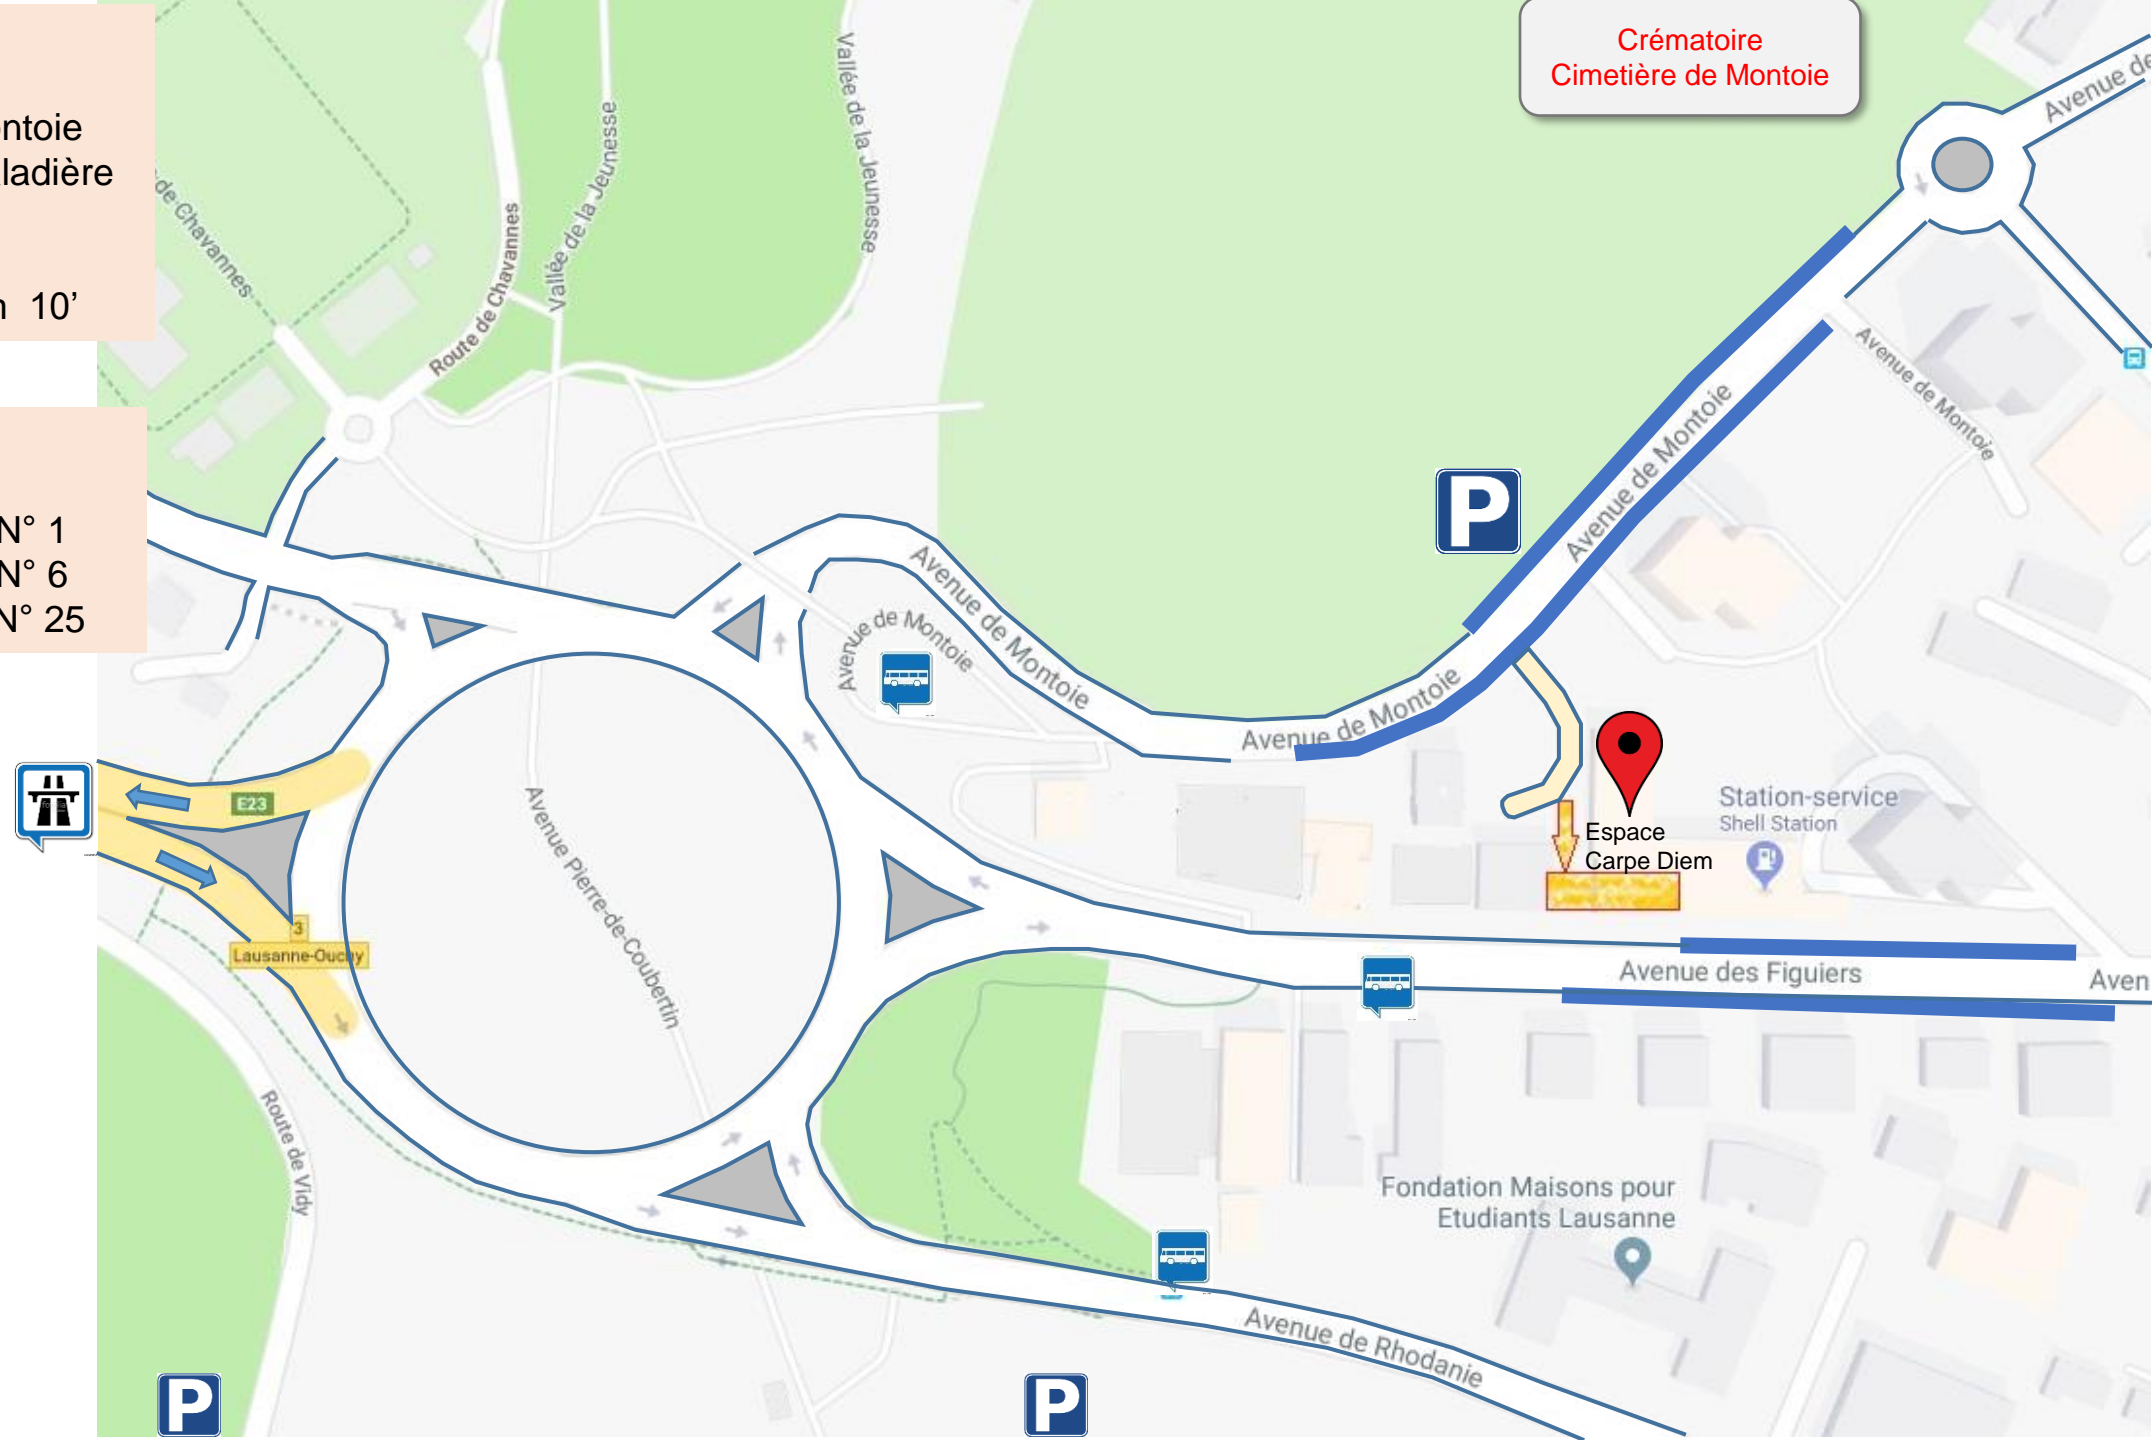 Crématoire
Cimetière de Montoie
10’
N° 1
N° 6
N° 25
Vallée de la Jeunesse
Vallée de la Jeunesse
Route de Chavannes
de Chavannes
Avenue de
Avenue de Montoie
Avenue de Montoie
P
Avenue de Montoie
Avenue de Montoie
Avenue de Montoie
E23
3
Lausanne-Ouchy
Avenue Pierre-de-Coubertin
Station-service
Shell Station
Espace
Carpe Diem
Avenue des Figuiers
Route de Vidy
Fondation Maisons pour
Etudiants Lausanne
Avenue de Rhodanie
P
P